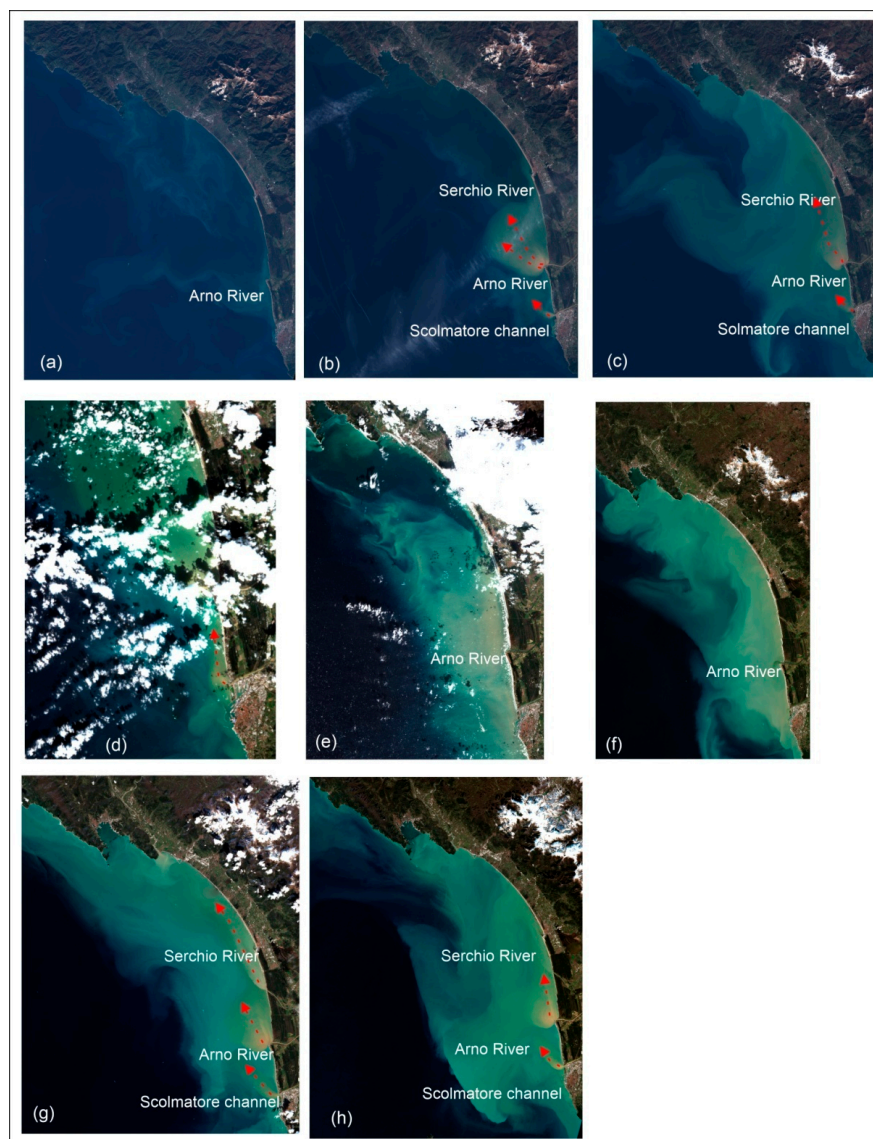 Arno River
(a)
Serchio River
Arno River
Scolmatore channel
(b)
Serchio River
Arno River
Solmatore channel
(c)
(d)
Arno River
(e)
Arno River
(f)
Serchio River
Arno River
Scolmatore channel
(g)
Serchio River
Arno River
Scolmatore channel
(h)